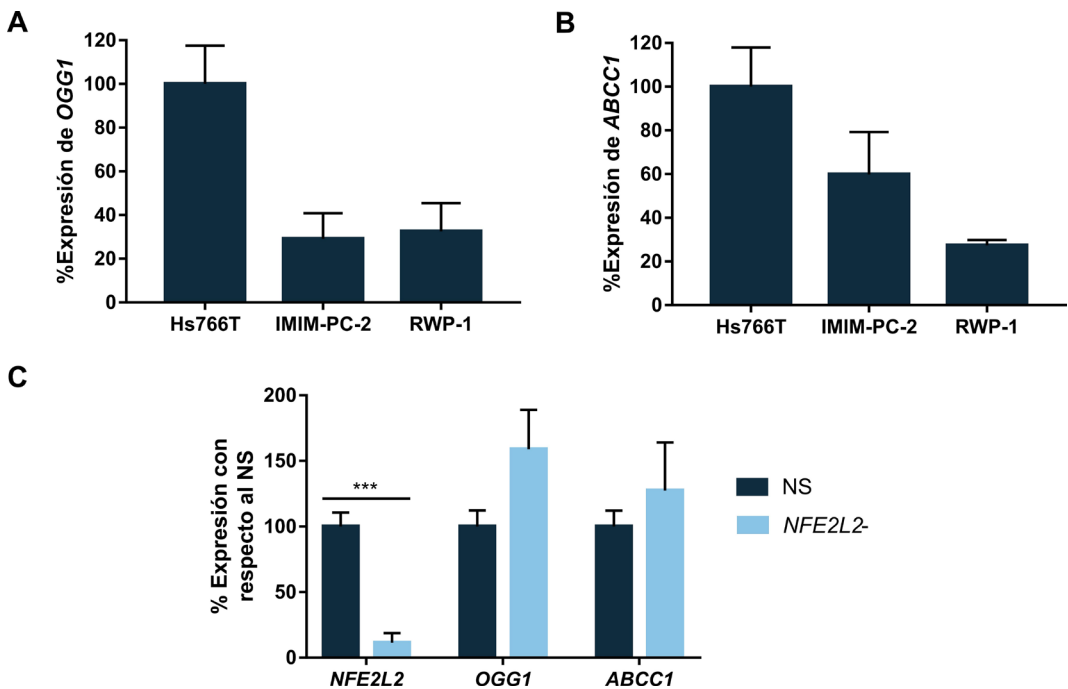 A
%Expresión de OGG1
120
100
80
60
40
20
0
Hs766T IMIM-PC-2 RWP-1
B
%Expresión de ABCC1
120
100
80
60
40
20
0
Hs766T IMIM-PC-2 RWP-1
C
% Expresión con
respecto al NS
200
150
100
50
0
***
NFE2L2 OGG1 ABCC1
NS
NFE2L2-